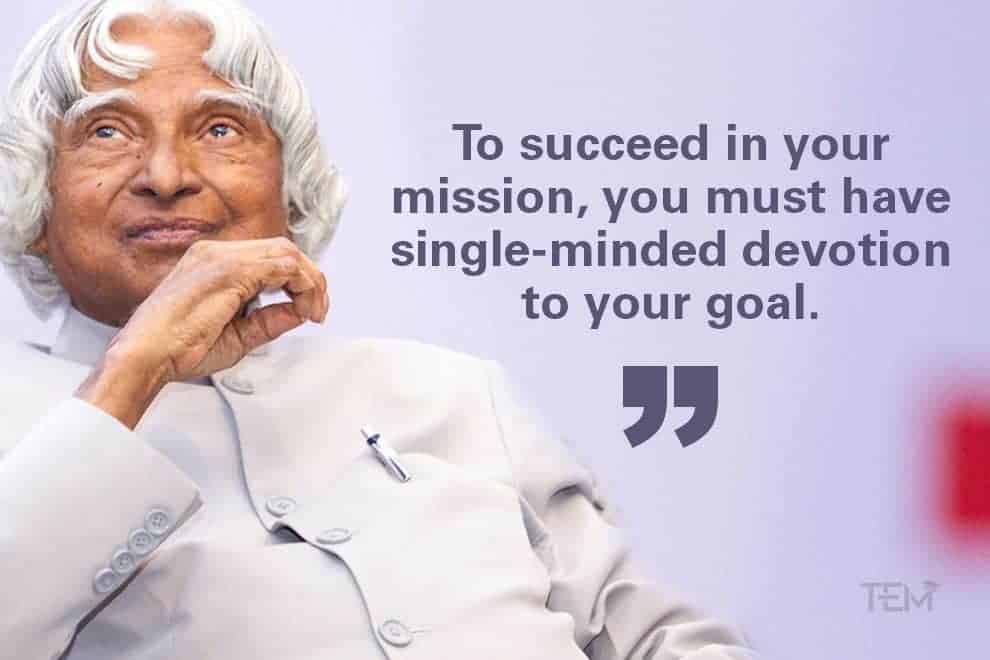 To succeed in your
mission, you must have
single-minded devotion
to your goal.
”
TEM